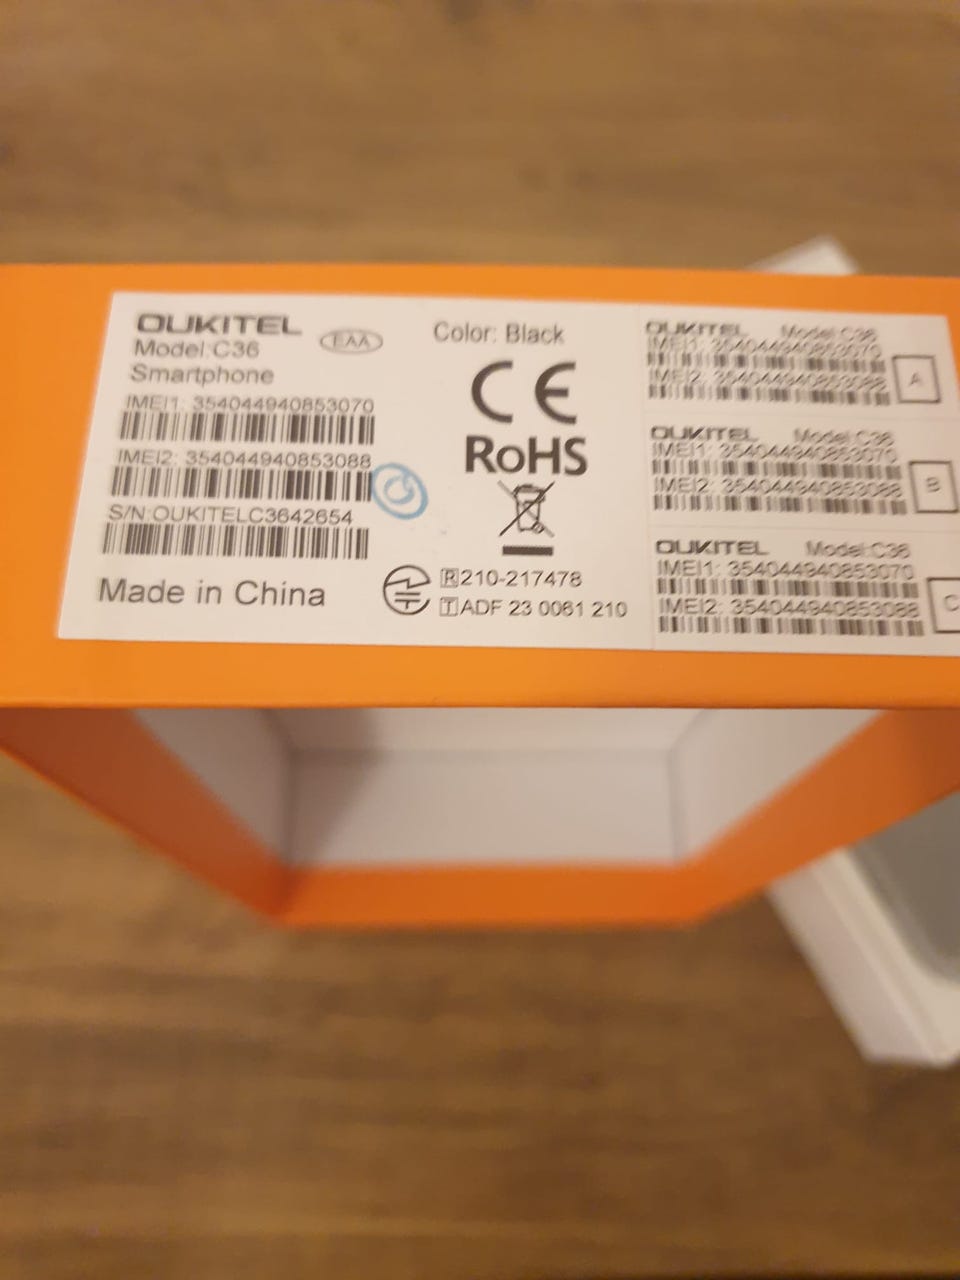 OUKITEL
Model:C36
Smartphone
EAA
IMEI1: 354044940853070
IMEI2: 354044940853088
S/N:OUKITELC3642654
Made in China
Color: Black
CE
RoHS
R 210-217478
T ADF 23 0061 210
OUKITEL Model:C36
IMEI1: 354044940853070
IMEI2: 354044940853088
A
OUKITEL Model:C36
IMEI1: 354044940853070
IMEI2: 354044940853088
B
OUKITEL Model:C36
IMEI1: 354044940853070
IMEI2: 354044940853088
C